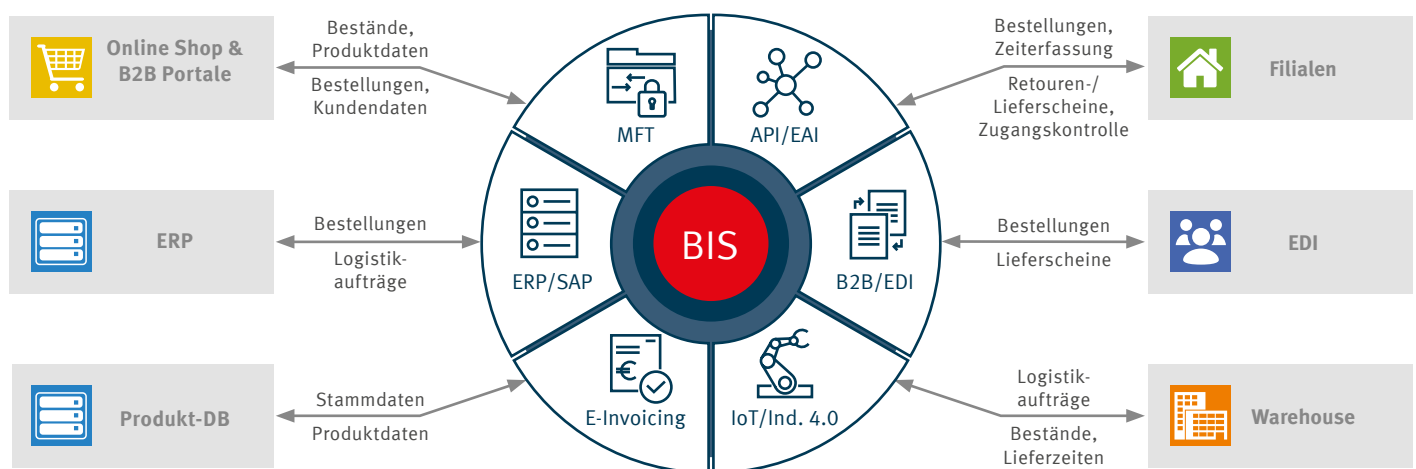 Online Shop &
B2B Portale
Bestände,
Produktdaten
Bestellungen,
Kundendaten
MFT
API/EAI
Bestellungen,
Zeiterfassung
Retouren-/
Lieferscheine,
Zugangskontrolle
Filialen
ERP
Bestellungen
Logistik-
aufträge
ERP/SAP
BIS
B2B/EDI
Bestellungen
Lieferscheine
EDI
Produkt-DB
Stammdaten
Produktdaten
E-Invoicing
IoT/Ind. 4.0
Logistik-
aufträge
Bestände,
Lieferzeiten
Warehouse